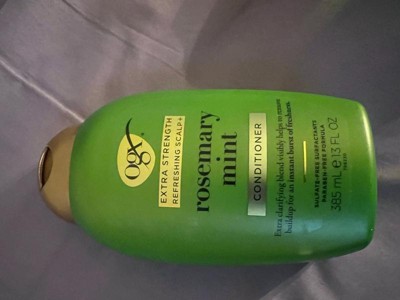 ogx
EXTRA STRENGTH
REFRESHING SCALP+
rosemary
mint
CONDITIONER
Extra clarifying blend visibly helps to remove
buildup for an instant burst of freshness.
SULFATE-FREE SURFACTANTS
PARABEN-FREE FORMULA
385 mL e 13 FL OZ